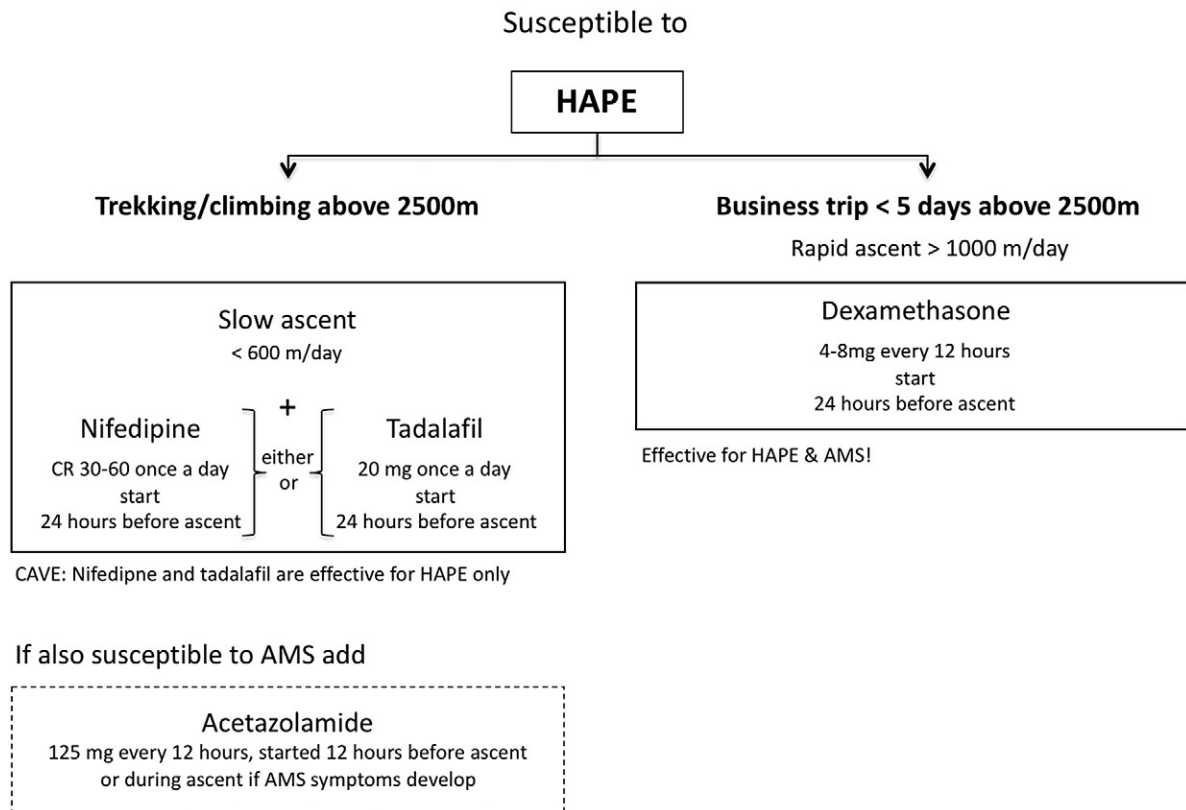 Susceptible to
HAPE
Trekking/climbing above 2500m
Business trip < 5 days above 2500m
Rapid ascent > 1000 m/day
Slow ascent
< 600 m/day
+
Nifedipine
CR 30-60 once a day
start
24 hours before ascent
either
or
Tadalafil
20 mg once a day
start
24 hours before ascent
CAVE: Nifedipne and tadalafil are effective for HAPE only
Dexamethasone
4-8mg every 12 hours
start
24 hours before ascent
Effective for HAPE & AMS!
If also susceptible to AMS add
Acetazolamide
125 mg every 12 hours, started 12 hours before ascent
or during ascent if AMS symptoms develop